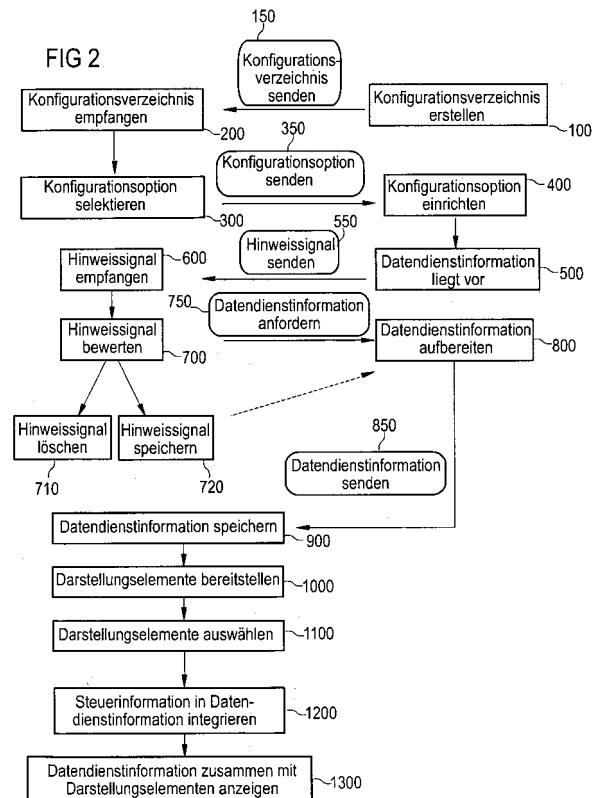 FIG 2
150
Konfigurations-
verzeichnis
senden
Konfigurationsverzeichnis
empfangen
200
Konfigurationsverzeichnis
erstellen
100
350
Konfigurationsoption
senden
Konfigurationsoption
selektieren
300
400
Konfigurationsoption
einrichten
550
Hinweissignal
senden
600
Hinweissignal
empfangen
Datendienstinformation
liegt vor
500
750
Datendienstinformation
anfordern
Hinweissignal
bewerten
700
Datendienstinformation
aufbereiten
800
Hinweissignal
löschen
710
Hinweissignal
speichern
720
850
Datendienstinformation
senden
Datendienstinformation speichern
900
Darstellungselemente bereitstellen
1000
Darstellungselemente auswählen
1100
Steuerinformation in Daten-
dienstinformation integrieren
1200
Datendienstinformation zusammen mit
Darstellungselementen anzeigen
1300